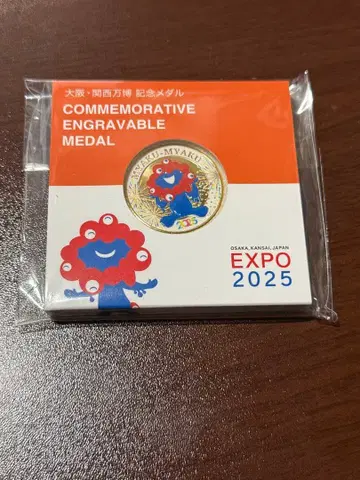 大阪・関西万博 記念メダル
COMMEMORATIVE
ENGRAVABLE
MEDAL
MYAKU-MYAKU
OSAKA, KANSAI, JAPAN
EXPO
2025